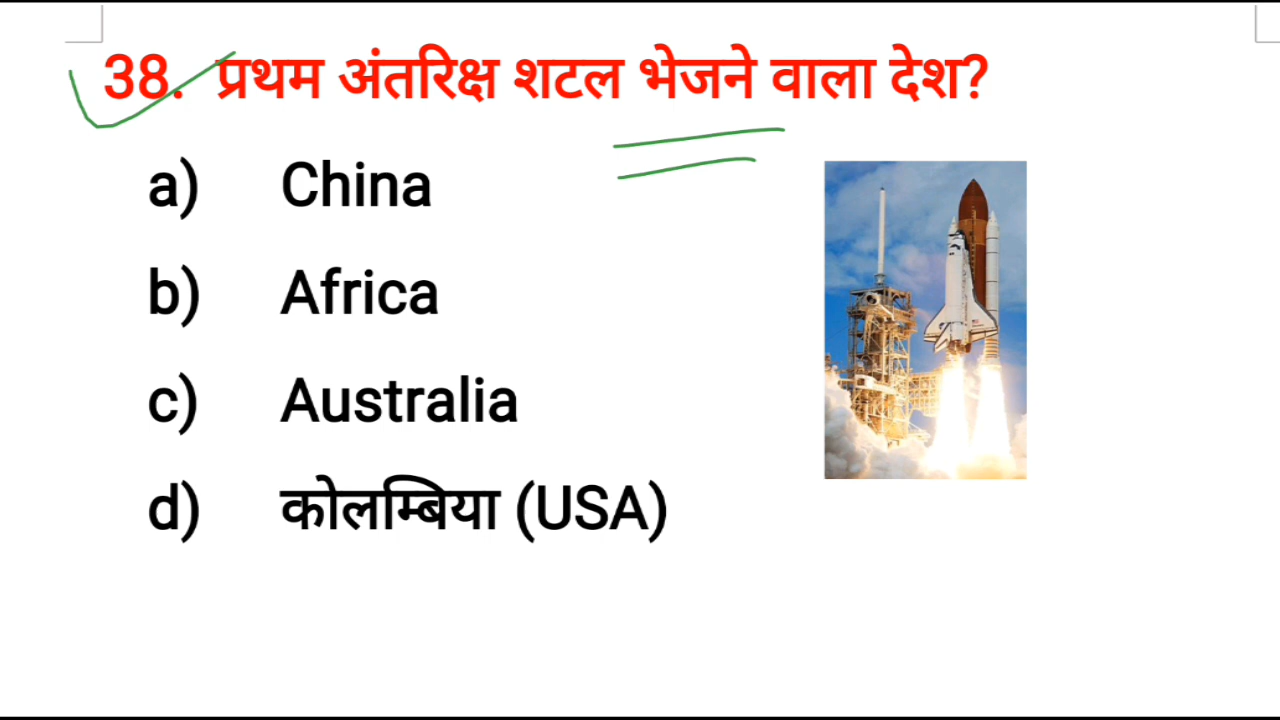 38. प्रथम अंतरिक्ष शटल भेजने वाला देश?
a) China
b) Africa
c) Australia
d) कोलम्बिया (USA)